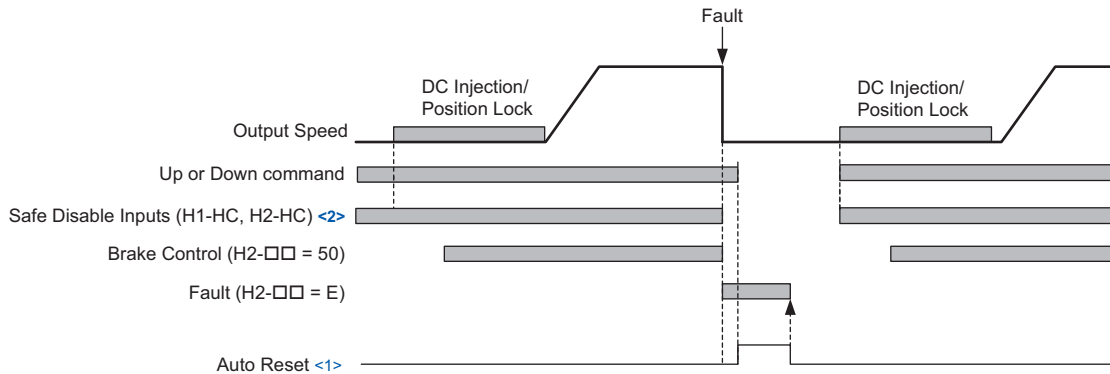 Fault
DC Injection/
Position Lock
DC Injection/
Position Lock
Output Speed
Up or Down command
Safe Disable Inputs (H1-HC, H2-HC) <2>
Brake Control (H2-□□ = 50)
Fault (H2-□□ = E)
Auto Reset <1>